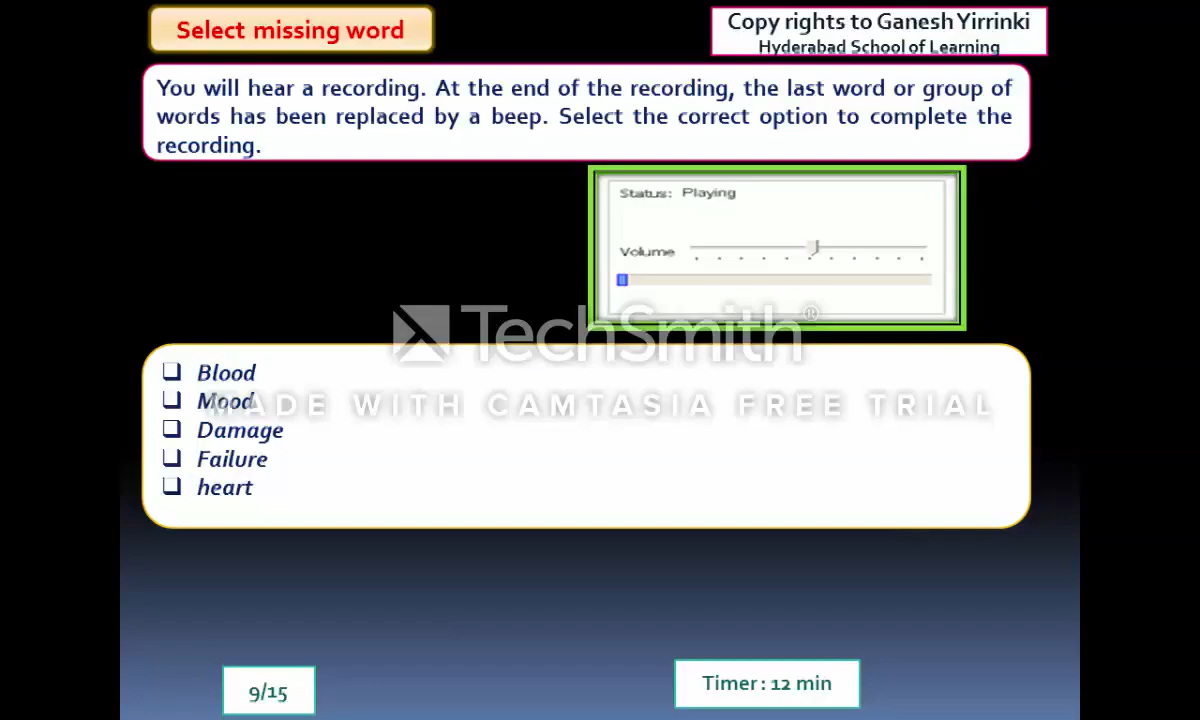 Select missing word
Copy rights to Ganesh Yirrinki
Hyderabad School of Learning
You will hear a recording. At the end of the recording, the last word or group of
words has been replaced by a beep. Select the correct option to complete the
recording.
Status: Playing
Volume
TechSmith®
Blood
Mood
MADE WITH CAMTASIA FREE TRIAL
Damage
Failure
heart
9/15
Timer : 12 min